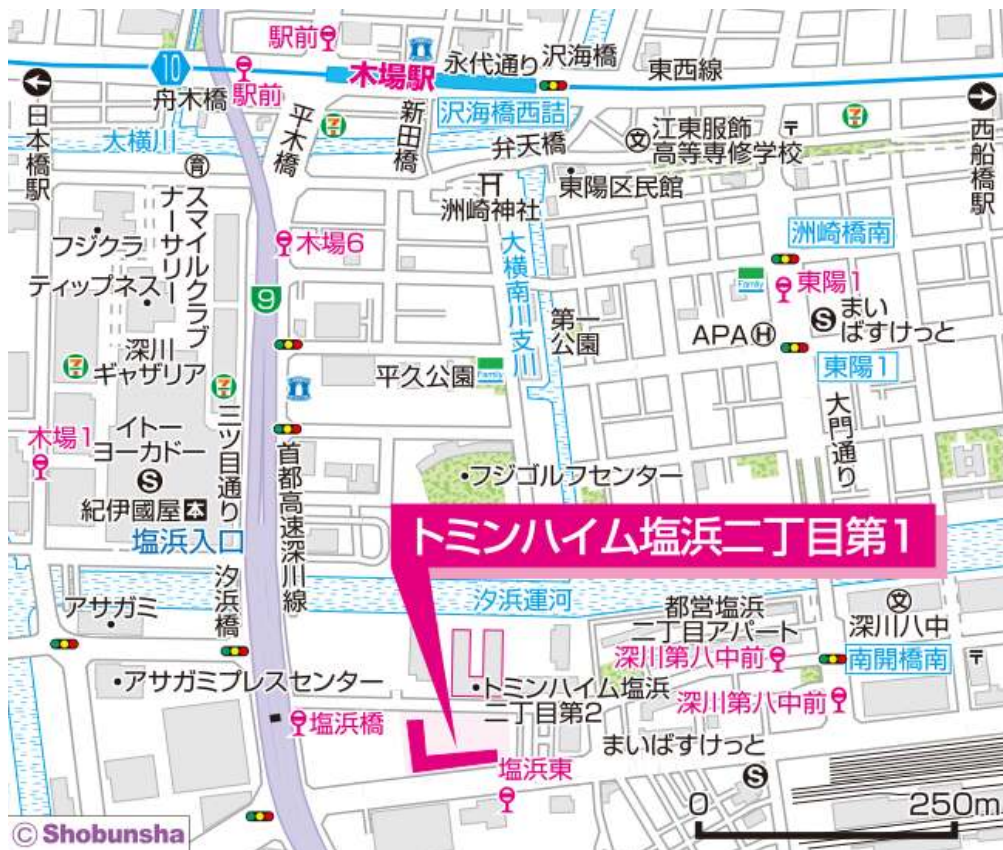 駅前
木場駅
永代通り
沢海橋
東西線
10
駅前
舟木橋
日本橋駅
平木橋
新田橋
沢海橋西詰
弁天橋
文
江東服飾
高等専修学校
〒
西船橋駅
大横川
育
スマイルクラブ
ナーサリー
洲崎神社
東陽区民館
フジクラ
木場6
洲崎橋南
ティップネス
9
大横南川支川
第一
公園
Family
東陽1
S
まい
ばすけっと
APA
H
東陽1
深川
ギャザリア
平久公園
Family
大門通り
木場1
イトー
ヨーカドー
S
三ツ目通り
首都高速深川線
フジゴルフセンター
紀伊國屋
本
塩浜入口
トミンハイム塩浜二丁目第1
汐浜橋
汐浜運河
アサガミ
都営塩浜
二丁目アパート
文
深川八中
深川第八中前
南開橋南
〒
アサガミプレスセンター
トミンハイム塩浜
二丁目第2
深川第八中前
塩浜橋
まいばすけっと
S
塩浜東
0
250m
© Shobunsha